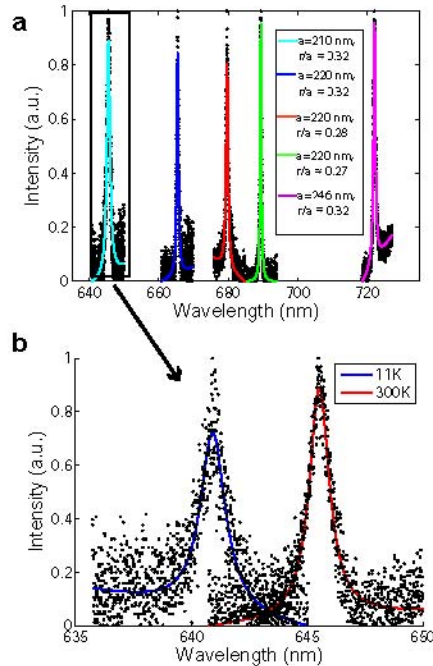 a
1
0.8
0.6
0.4
0.2
0
Intensity (a.u.)
a=210 nm,
r/a = 0.32
a=220 nm,
r/a = 0.32
a=220 nm,
r/a = 0.28
a=220 nm,
r/a = 0.27
a=246 nm,
r/a = 0.32
640 660 680 700 720
Wavelength (nm)
b
1
0.8
0.6
0.4
0.2
0
Intensity (a.u.)
11K
300K
635 640 645 650
Wavelength (nm)